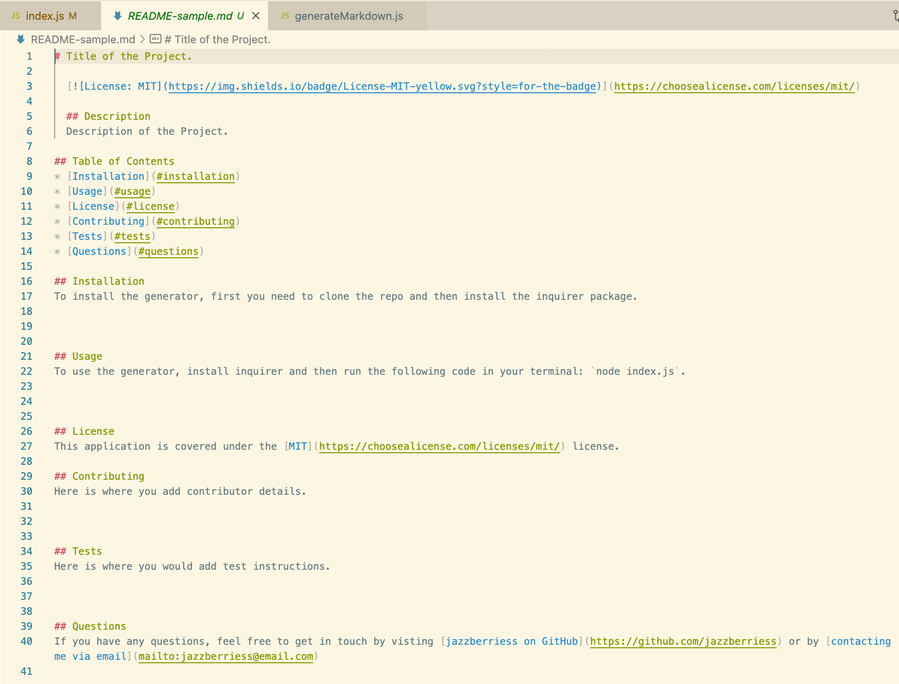 JS index.js M README-sample.md U × JS generateMarkdown.js
README-sample.md > # Title of the Project.
1 # Title of the Project.
2
3 [![License: MIT](https://img.shields.io/badge/License-MIT-yellow.svg?style=for-the-badge)](https://choosealicense.com/licenses/mit/)
4
5 ## Description
6 Description of the Project.
7
8 ## Table of Contents
9 * [Installation](#installation)
10 * [Usage](#usage)
11 * [License](#license)
12 * [Contributing](#contributing)
13 * [Tests](#tests)
14 * [Questions](#questions)
15
16 ## Installation
17 To install the generator, first you need to clone the repo and then install the inquirer package.
18
19
20
21 ## Usage
22 To use the generator, install inquirer and then run the following code in your terminal: `node index.js`.
23
24
25
26 ## License
27 This application is covered under the [MIT](https://choosealicense.com/licenses/mit/) license.
28
29 ## Contributing
30 Here is where you add contributor details.
31
32
33
34 ## Tests
35 Here is where you would add test instructions.
36
37
38
39 ## Questions
40 If you have any questions, feel free to get in touch by visting [jazzberriess on GitHub](https://github.com/jazzberriess) or by [contacting
me via email](mailto:jazzberriess@email.com)
41